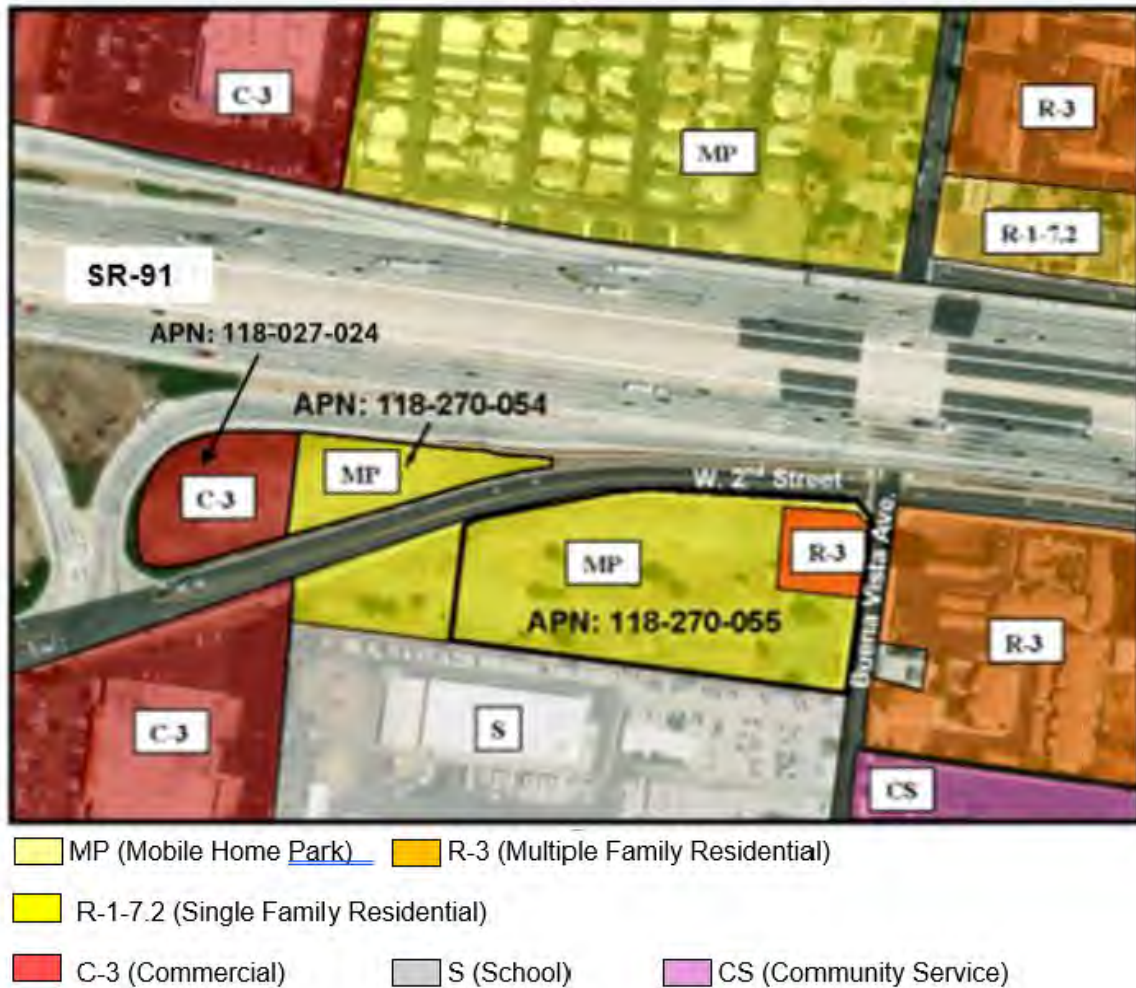 C-3
R-3
MP
R-1-7.2
SR-91
APN: 118-027-024
APN: 118-270-054
MP
W. 2nd Street
C-3
R-3
MP
APN: 118-270-055
Buena Vista Ave.
R-3
C-3
S
CS
MP (Mobile Home Park)
R-3 (Multiple Family Residential)
R-1-7.2 (Single Family Residential)
C-3 (Commercial)
S (School)
CS (Community Service)